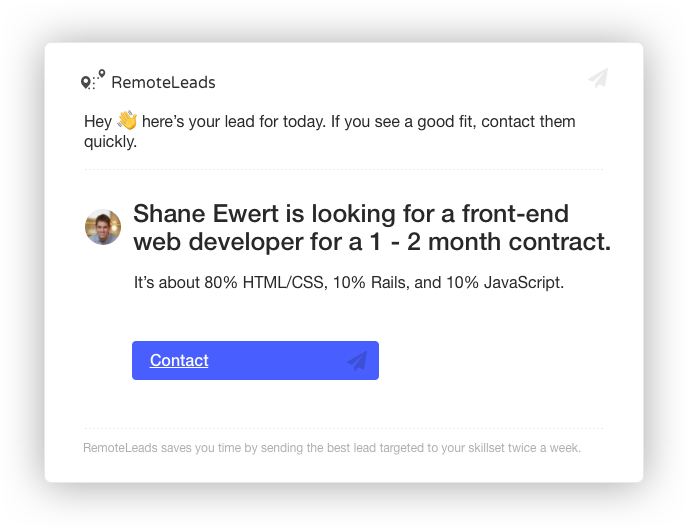 RemoteLeads
Hey 👋 here’s your lead for today. If you see a good fit, contact them
quickly.
Shane Ewert is looking for a front-end
web developer for a 1 - 2 month contract.
It’s about 80% HTML/CSS, 10% Rails, and 10% JavaScript.
Contact
RemoteLeads saves you time by sending the best lead targeted to your skillset twice a week.